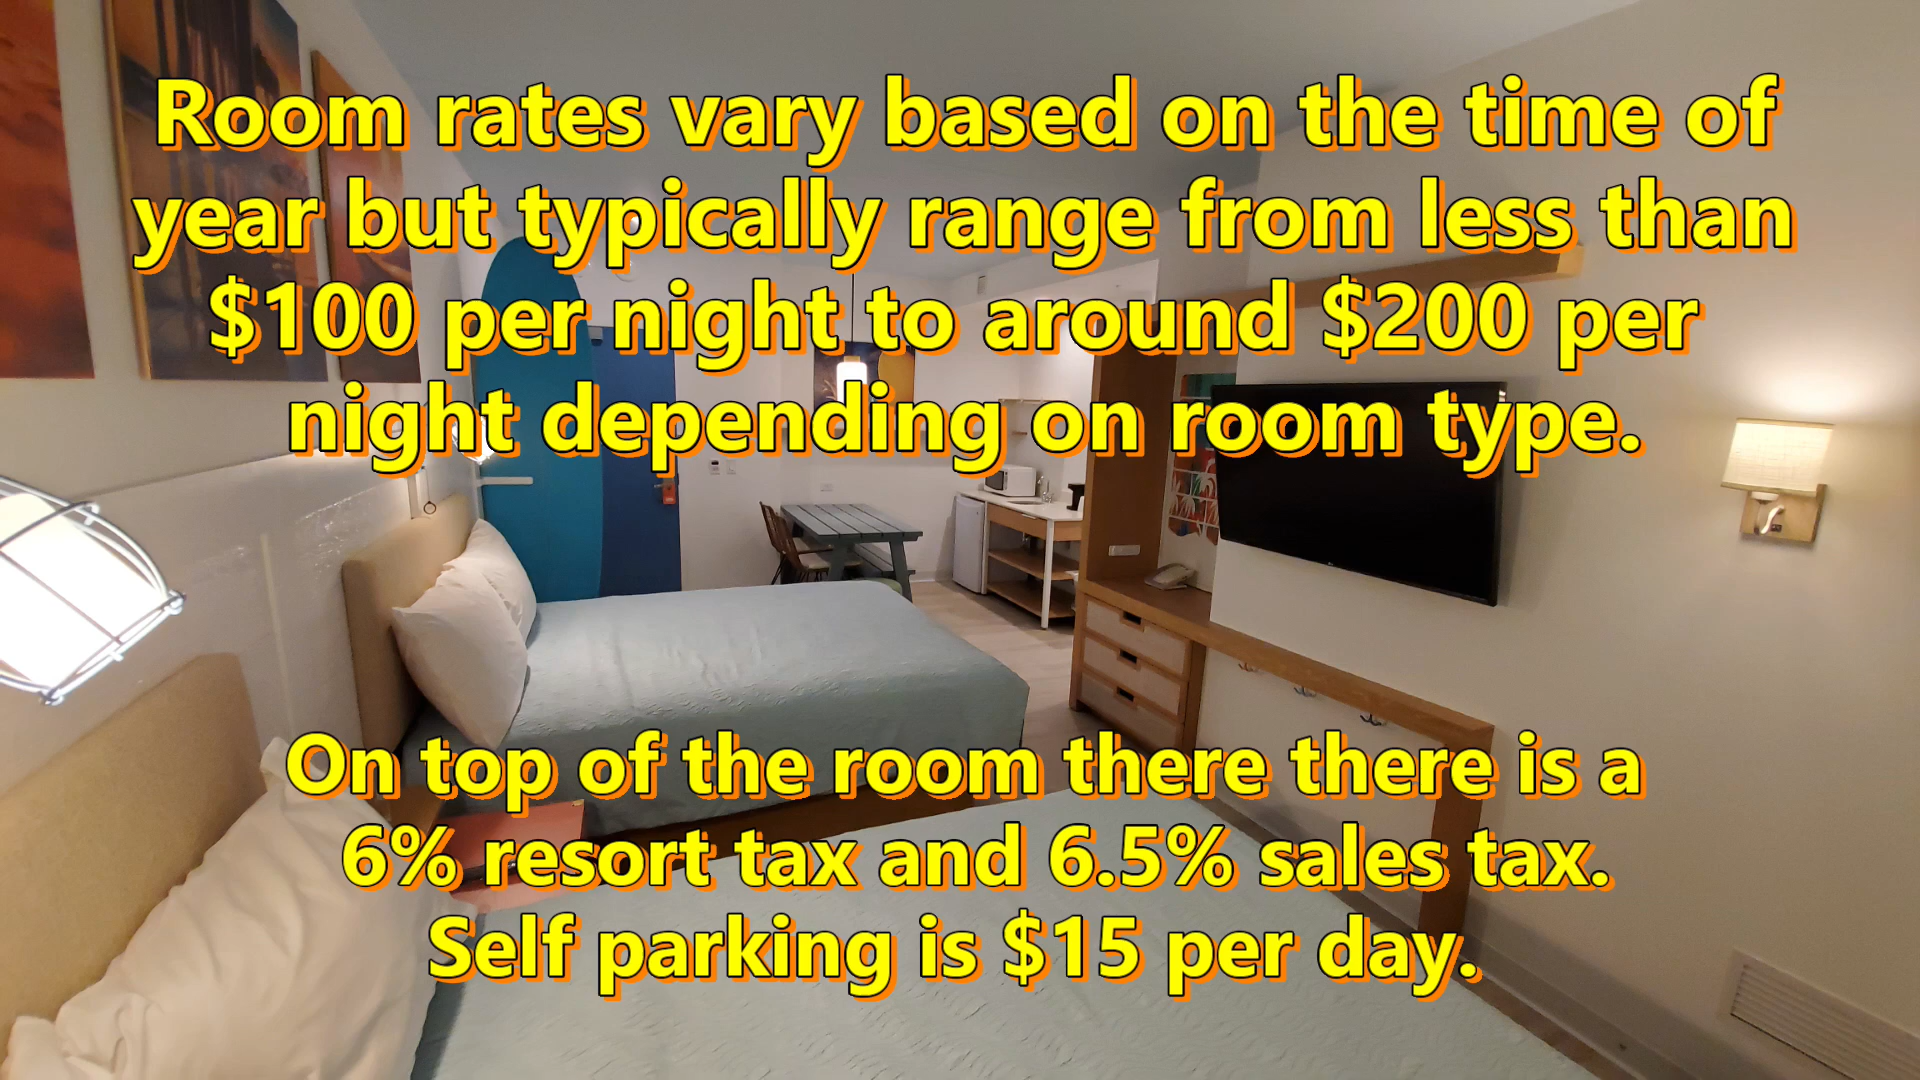 Room rates vary based on the time of
year but typically range from less than
$100 per night to around $200 per
night depending on room type.
On top of the room there there is a
6% resort tax and 6.5% sales tax.
Self parking is $15 per day.